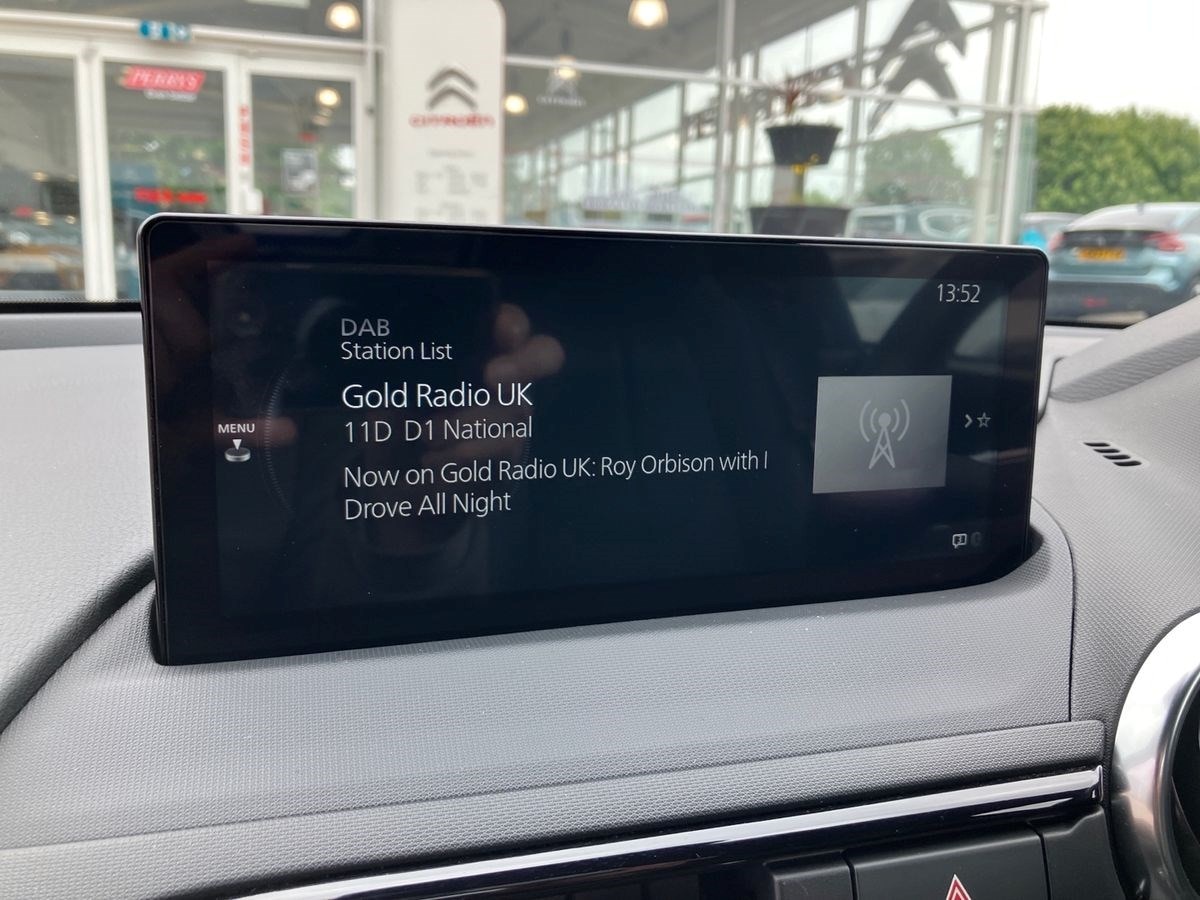 PERRYS
CITROËN
13:52
DAB
Station List
Gold Radio UK
11D D1 National
MENU
Now on Gold Radio UK: Roy Orbison with I
Drove All Night